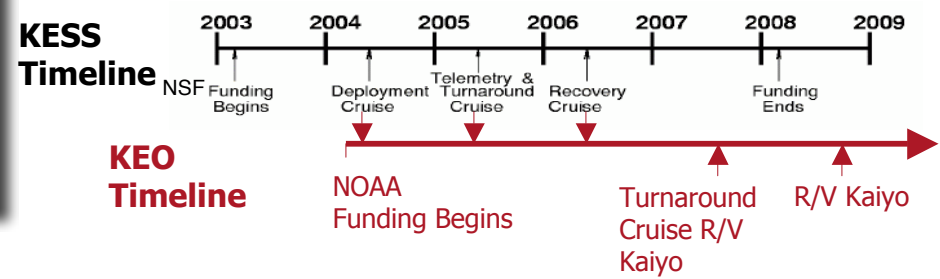 KESS
Timeline
2003 2004 2005 2006 2007 2008 2009
NSF Funding
Begins
Deployment
Cruise
Telemetry &
Turnaround
Cruise
Recovery
Cruise
Funding
Ends
KEO
Timeline
NOAA
Funding Begins
Turnaround
Cruise R/V
Kaiyo
R/V Kaiyo